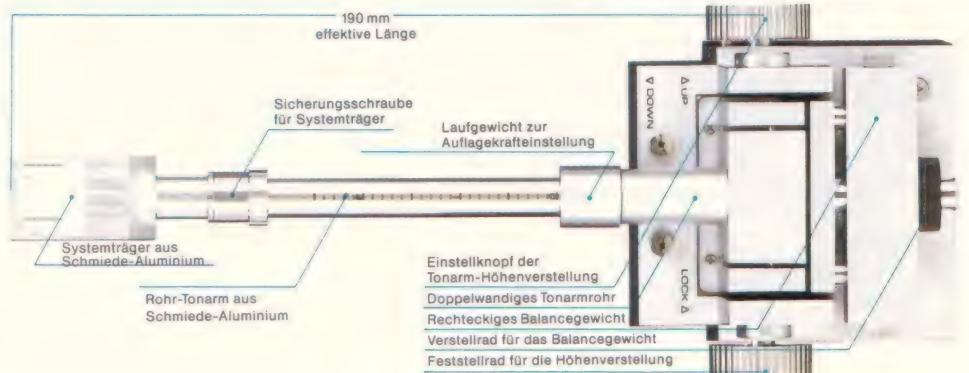 190 mm
effektive Länge
Sicherungsschraube
für Systemträger
Laufgewicht zur
Auflagekrafteinstellung
▽ DOWN
△ UP
Systemträger aus
Schmiede-Aluminium
Rohr-Tonarm aus
Schmiede-Aluminium
Einstellknopf der
Tonarm-Höhenverstellung
LOCK △
Doppelwandiges Tonarmrohr
Rechteckiges Balancegewicht
Verstellrad für das Balancegewicht
Feststellrad für die Höhenverstellung